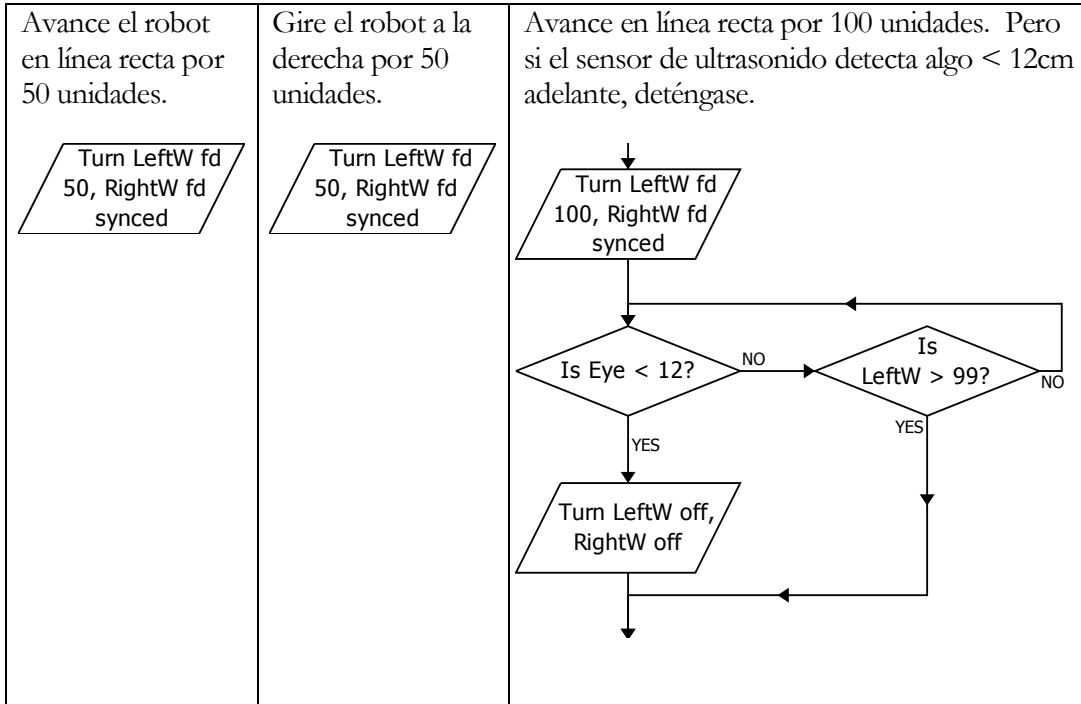 Avance el robot
en línea recta por
50 unidades.
Turn LeftW fd
50, RightW fd
synced
Gire el robot a la
derecha por 50
unidades.
Turn LeftW fd
50, RightW fd
synced
Avance en línea recta por 100 unidades. Pero
si el sensor de ultrasonido detecta algo < 12cm
adelante, deténgase.
Turn LeftW fd
100, RightW fd
synced
Is Eye < 12?
NO
Is
LeftW > 99?
NO
YES
YES
Turn LeftW off,
RightW off